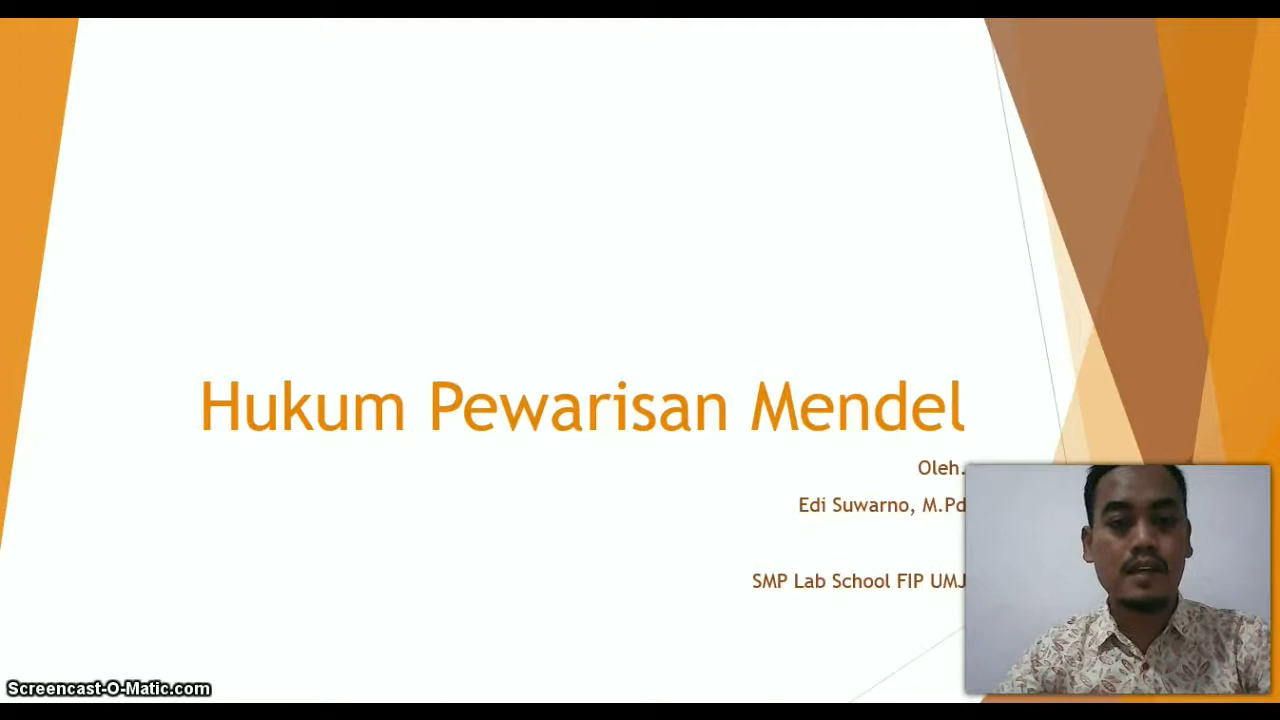 Hukum Pewarisan Mendel
Oleh.
Edi Suwarno, M.Pd
SMP Lab School FIP UMJ
Screencast-O-Matic.com